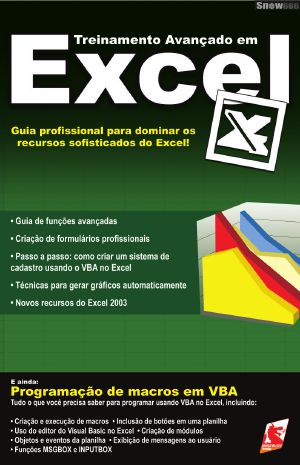 Snow666
Treinamento Avançado em
Excel
Guia profissional para dominar os
recursos sofisticados do Excel!
• Guia de funções avançadas
• Criação de formulários profissionais
• Passo a passo: como criar um sistema de
cadastro usando o VBA no Excel
• Técnicas para gerar gráficos automaticamente
• Novos recursos do Excel 2003
E ainda:
Programação de macros em VBA
Tudo o que você precisa saber para programar usando VBA no Excel, incluindo:
• Criação e execução de macros • Inclusão de botões em uma planilha
• Uso do editor do Visual Basic no Excel • Criação de módulos
• Objetos e eventos da planilha • Exibição de mensagens ao usuário
• Funções MSGBOX e INPUTBOX